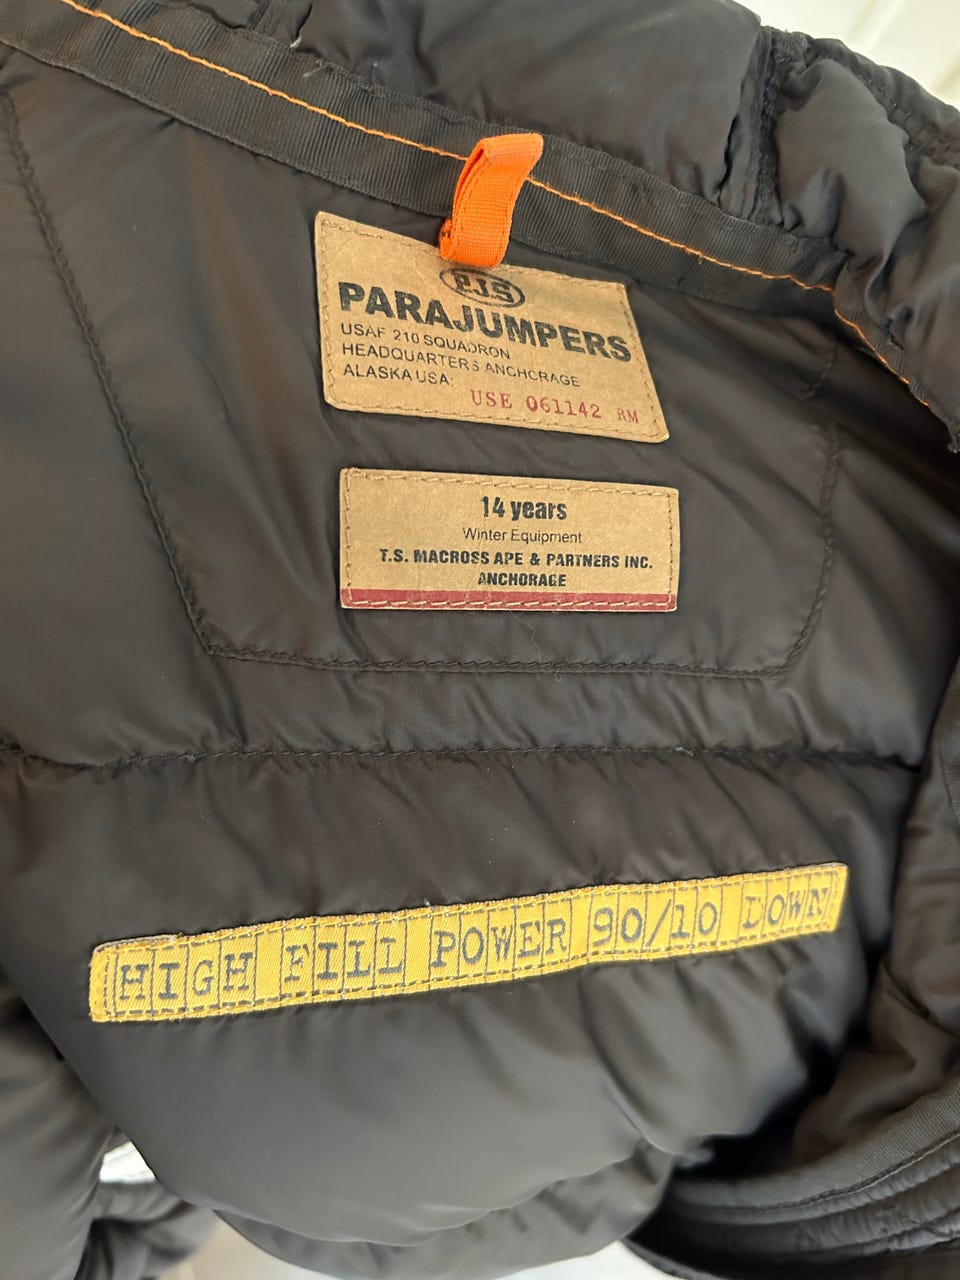 P.J.S
PARAJUMPERS
USAF 210 SQUADRON
HEADQUARTERS ANCHORAGE
ALASKA USA:
USE 061142 RM
14 years
Winter Equipment
T.S. MACROSS APE & PARTNERS INC.
ANCHORAGE
HIGH FILL POWER 90/10 DOWN